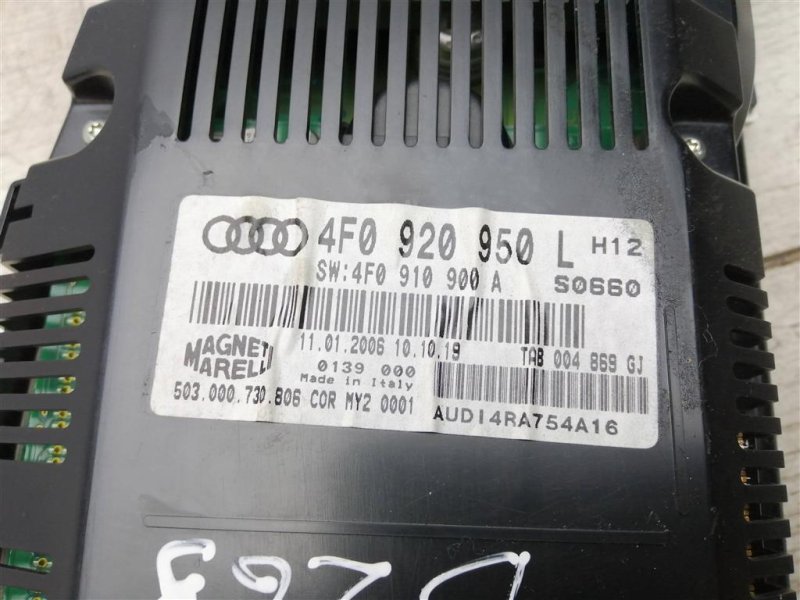 4F0 920 950 L H12
SW:4F0 910 900 A S0660
MAGNETI MARELLI
11.01.2006 10.10.19 TAB 004 869 GJ
0139 000
Made in Italy
503.000.730.806 COR MY2 0001
AUDI4RA754A16